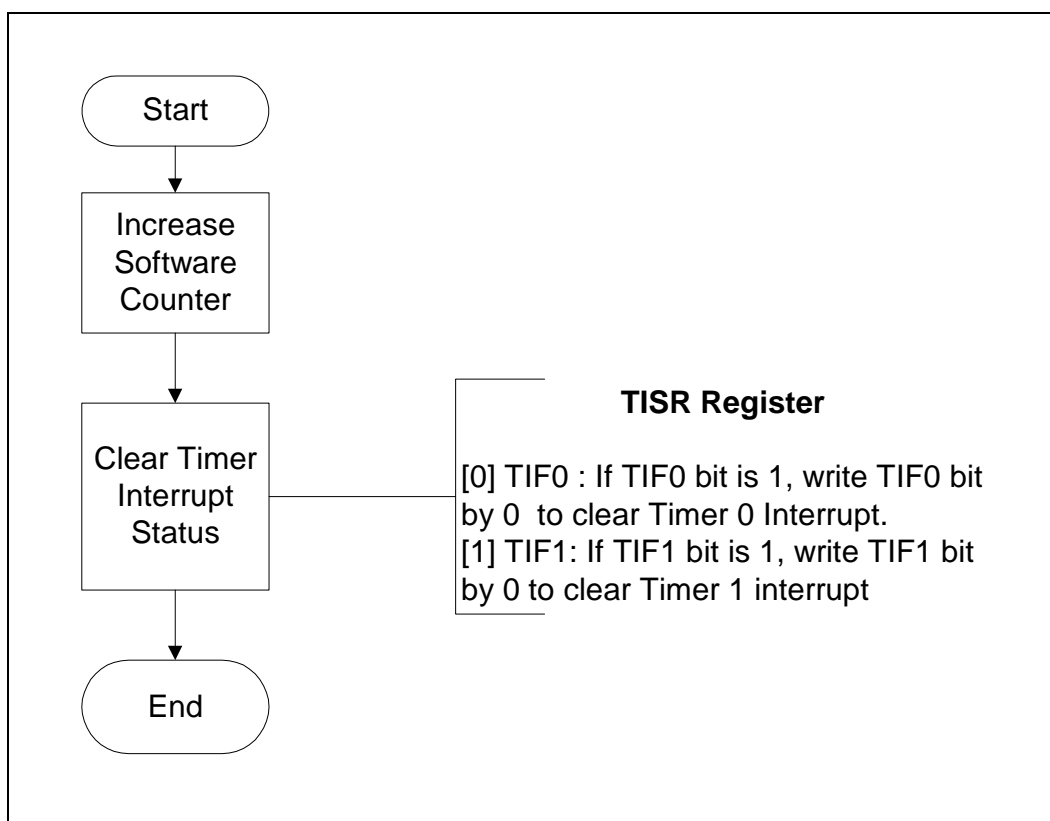 Start
Increase
Software
Counter
Clear Timer
Interrupt
Status
TISR Register
[0] TIF0 : If TIF0 bit is 1, write TIF0 bit
by 0  to clear Timer 0 Interrupt.
[1] TIF1: If TIF1 bit is 1, write TIF1 bit
by 0 to clear Timer 1 interrupt
End